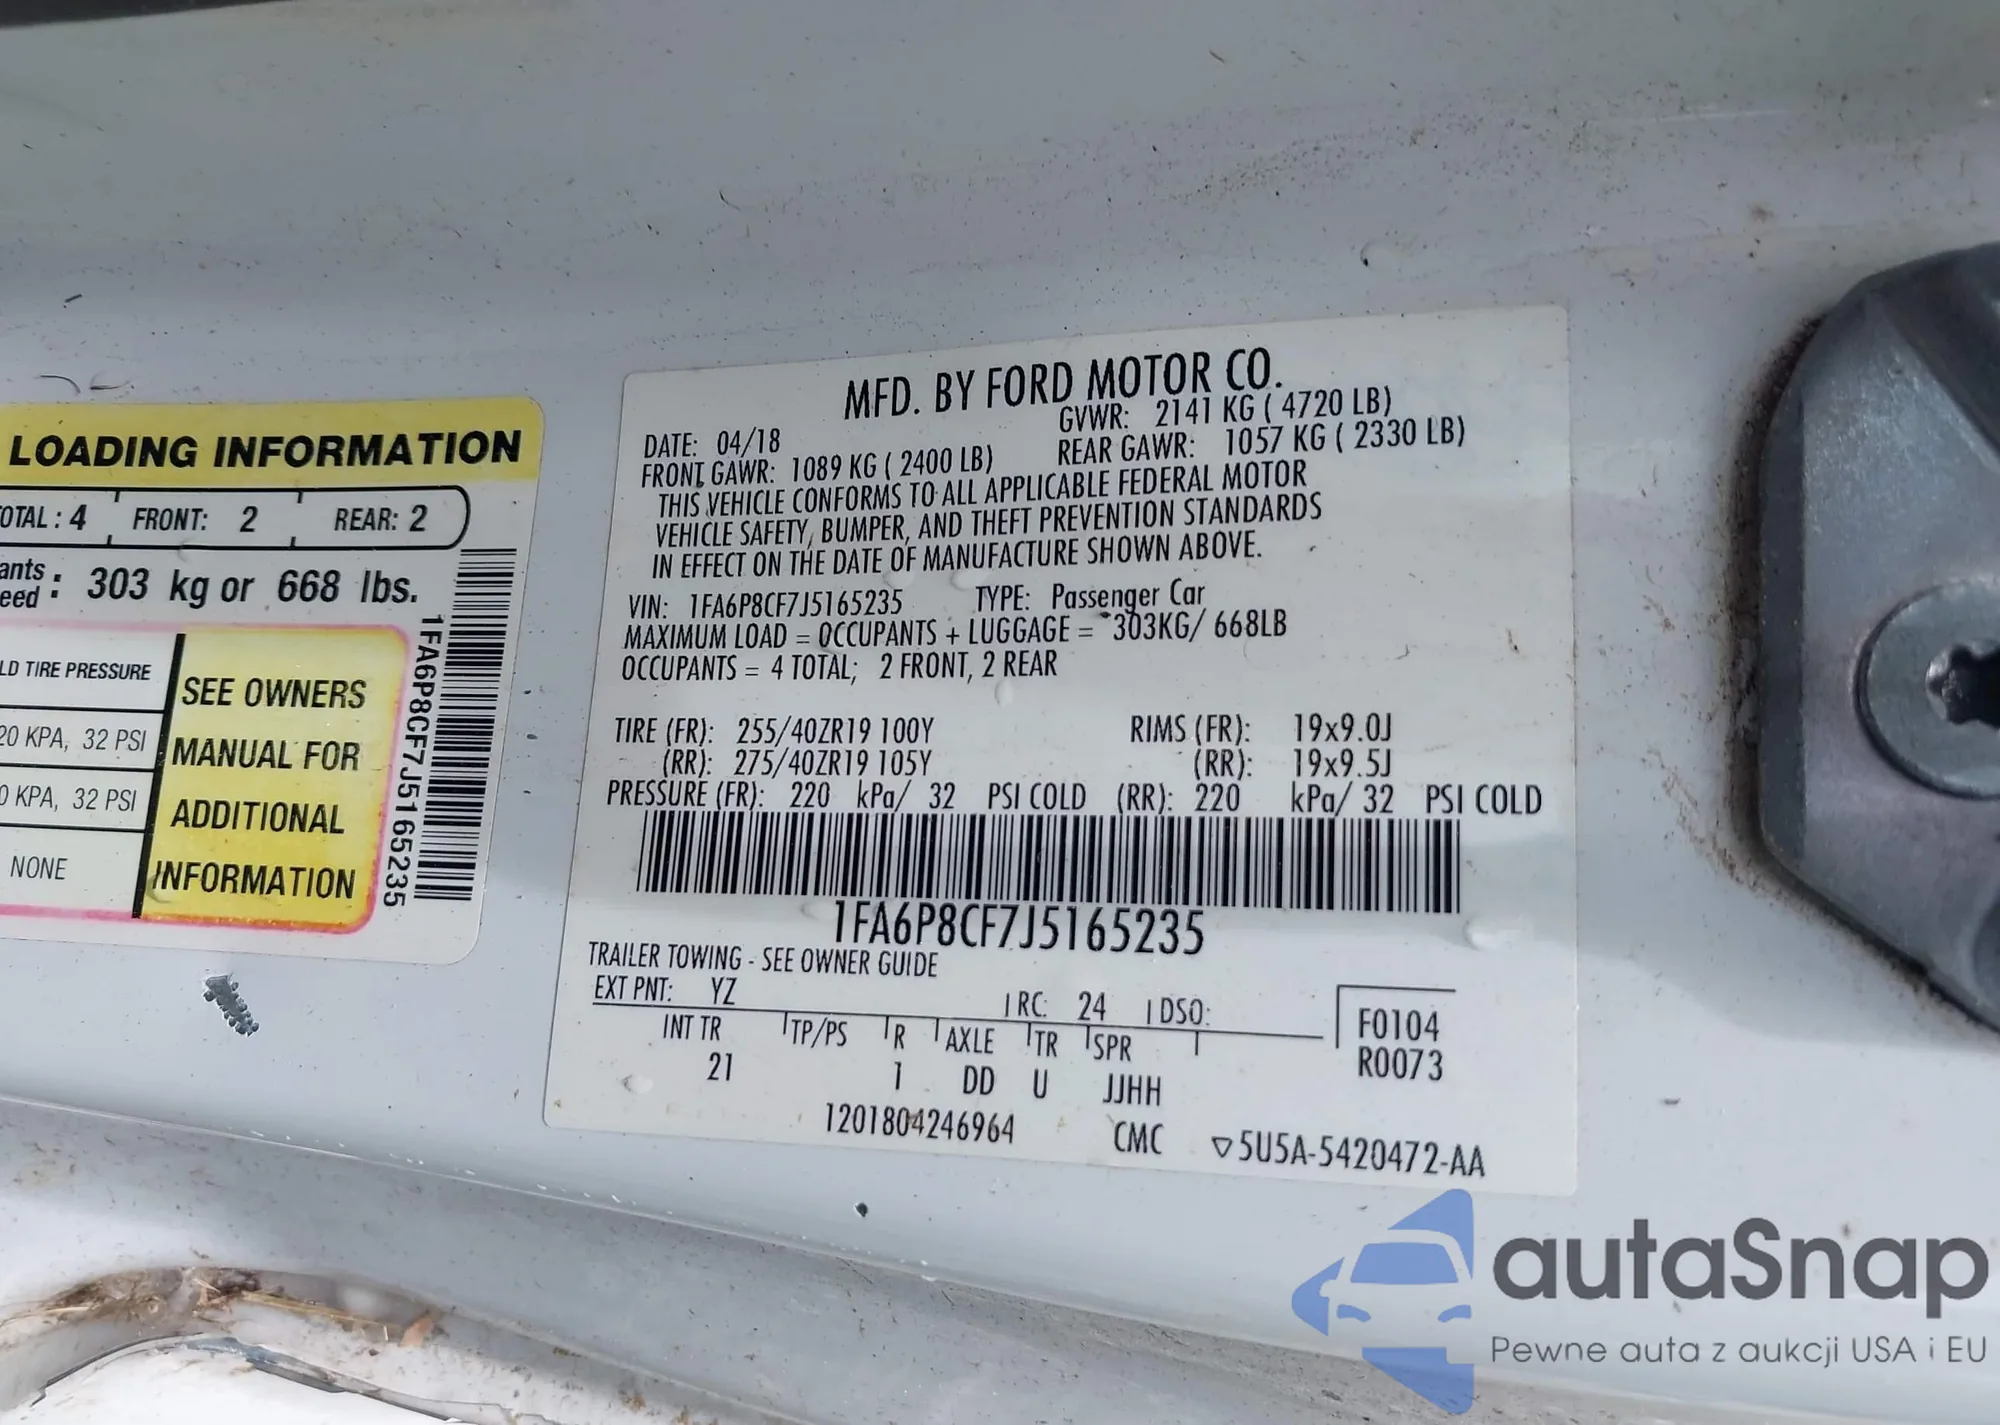 LOADING INFORMATION
TOTAL : 4 FRONT: 2 REAR: 2
303 kg or 668 lbs.
TIRE PRESSURE
KPA, 32 PSI
KPA, 32 PSI
NONE
SEE OWNERS
MANUAL FOR
ADDITIONAL
INFORMATION
1FA6P8CF7J5165235
MFD. BY FORD MOTOR CO.
DATE: 04/18 GVWR: 2141 KG ( 4720 LB)
FRONT GAWR: 1089 KG ( 2400 LB) REAR GAWR: 1057 KG ( 2330 LB)
THIS VEHICLE CONFORMS TO ALL APPLICABLE FEDERAL MOTOR
VEHICLE SAFETY, BUMPER, AND THEFT PREVENTION STANDARDS
IN EFFECT ON THE DATE OF MANUFACTURE SHOWN ABOVE.
VIN: 1FA6P8CF7J5165235 TYPE: Passenger Car
MAXIMUM LOAD = OCCUPANTS + LUGGAGE = 303KG/ 668LB
OCCUPANTS = 4 TOTAL; 2 FRONT, 2 REAR
TIRE (FR): 255/40ZR19 100Y RIMS (FR): 19x9.0J
(RR): 275/40ZR19 105Y (RR): 19x9.5J
PRESSURE (FR): 220 kPa/ 32 PSI COLD (RR): 220 kPa/ 32 PSI COLD
1FA6P8CF7J5165235
TRAILER TOWING - SEE OWNER GUIDE
EXT PNT: YZ RC: 24 DSO:
F0104
INT TR TP/PS R AXLE TR SPR
R0073
21 1 DD U JJHH
1201804246964 CMC ▽5U5A-5420472-AA
autaSnap
Pewne auta z aukcji USA i EU